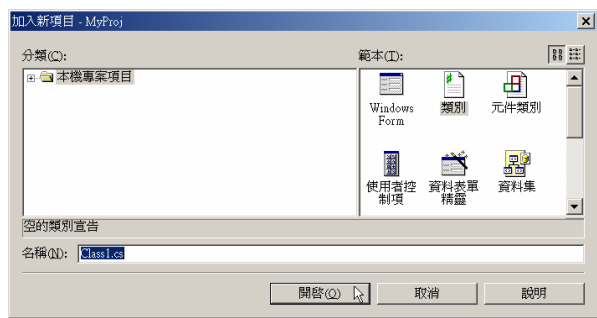 加入新項目 - MyProj
分類(C):
範本(T):
本機專案項目
Windows Form
類別
元件類別
使用者控制項
資料表單精靈
資料集
空的類別宣告
名稱(N):
Class1.cs
開啟(O)
取消
說明